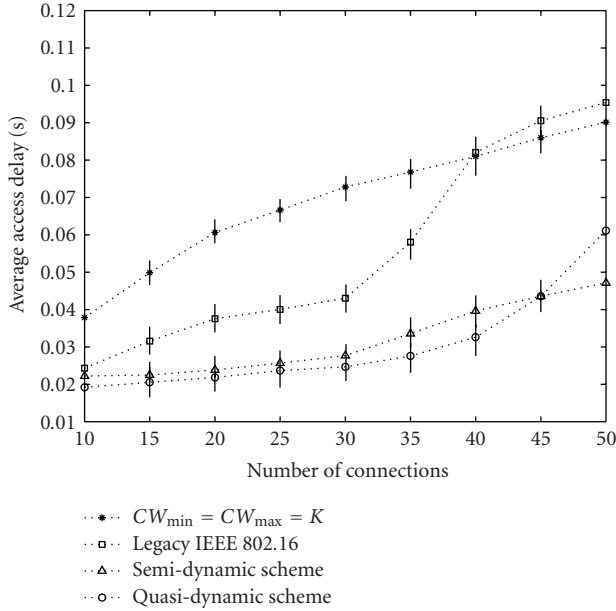 0.12
0.11
0.1
0.09
0.08
0.07
0.06
0.05
0.04
0.03
0.02
0.01
Average access delay (s)
10 15 20 25 30 35 40 45 50
Number of connections
CWmin = CWmax = K
Legacy IEEE 802.16
Semi-dynamic scheme
Quasi-dynamic scheme